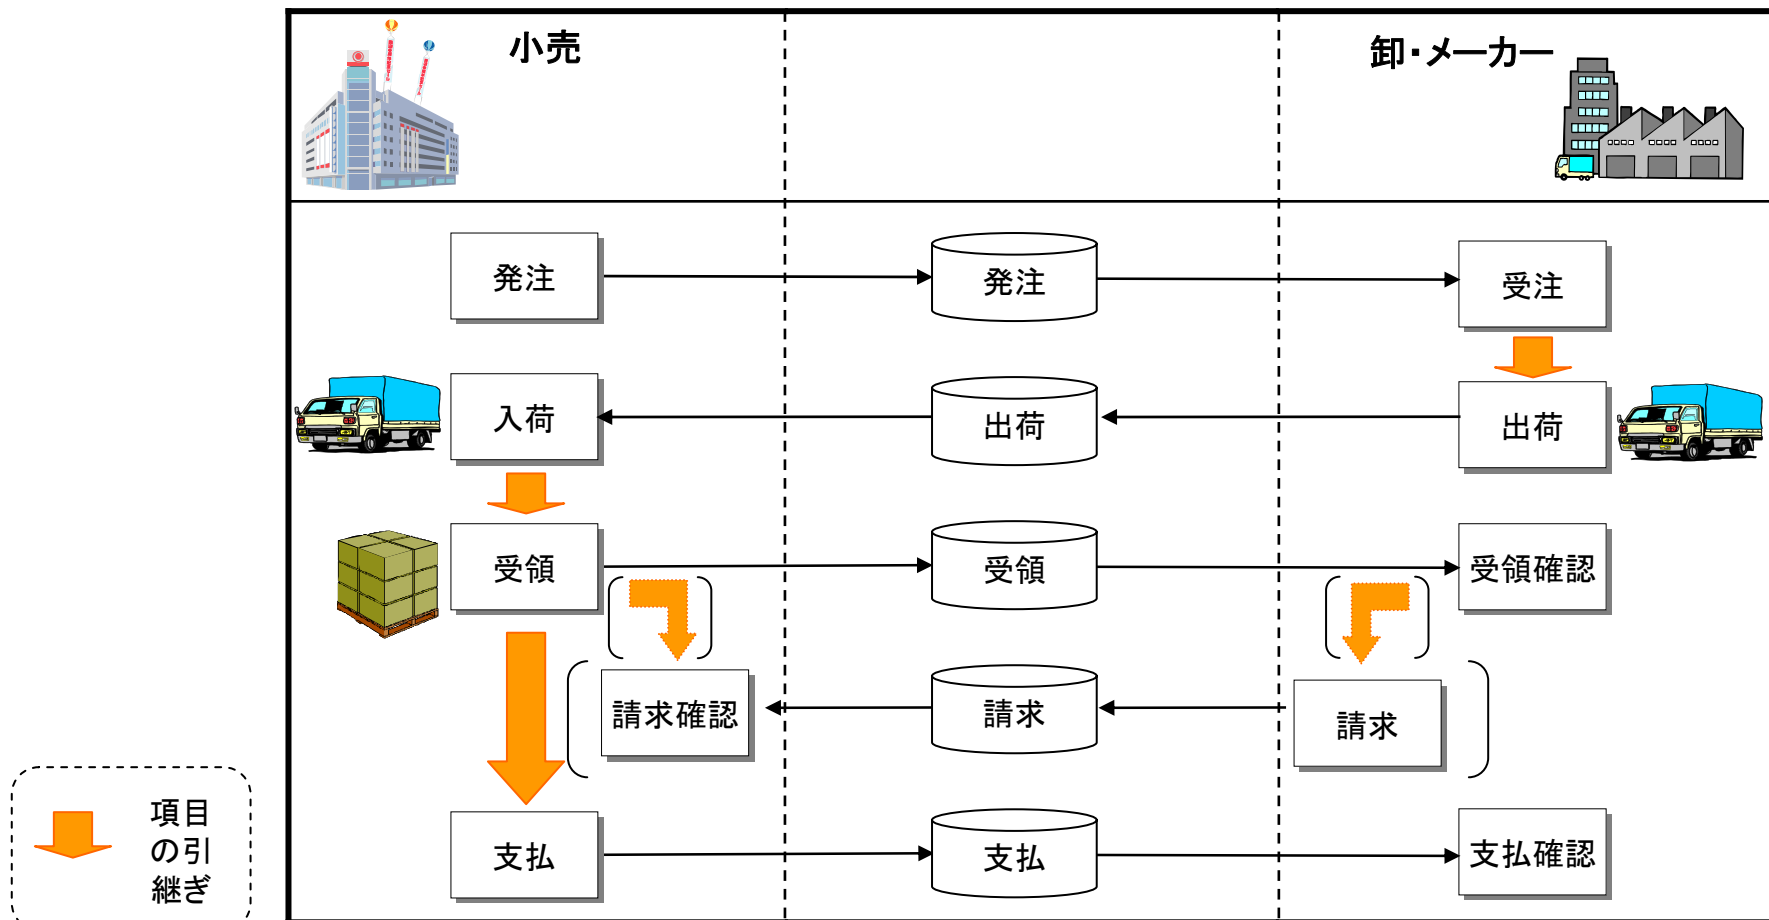 小売
卸・メーカー
発注
発注
受注
入荷
出荷
出荷
受領
受領
受領確認
請求確認
請求
請求
支払
支払
支払確認
項目
の引
継ぎ